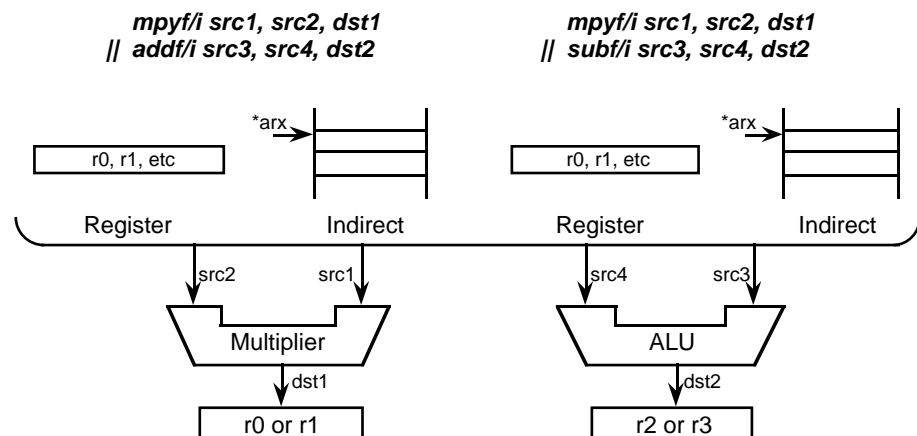 mpyf/i src1, src2, dst1
|| addf/i src3, src4, dst2
mpyf/i src1, src2, dst1
|| subf/i src3, src4, dst2
*arx
r0, r1, etc
*arx
r0, r1, etc
Register
Indirect
Register
Indirect
src2
src1
src4
src3
Multiplier
ALU
dst1
dst2
r0 or r1
r2 or r3